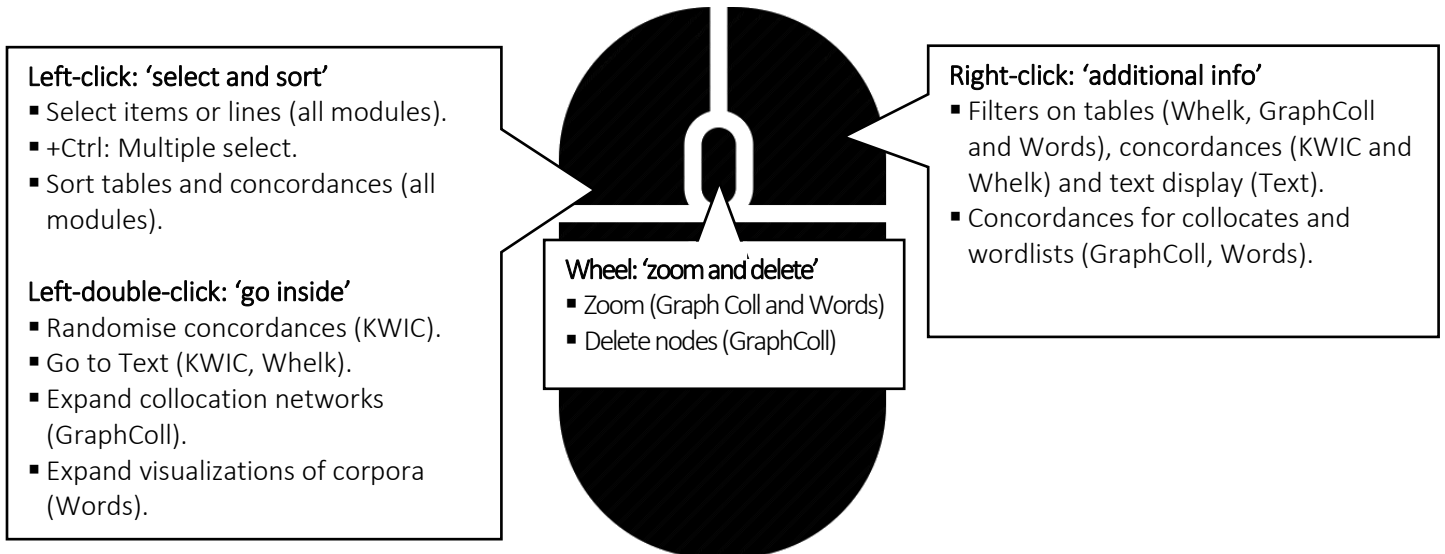 Left-click: ‘select and sort’
▪ Select items or lines (all modules).
▪ +Ctrl: Multiple select.
▪ Sort tables and concordances (all
modules).
Left-double-click: ‘go inside’
▪ Randomise concordances (KWIC).
▪ Go to Text (KWIC, Whelk).
▪ Expand collocation networks
(GraphColl).
▪ Expand visualizations of corpora
(Words).
Wheel: ‘zoom and delete’
▪ Zoom (Graph Coll and Words)
▪ Delete nodes (GraphColl)
Right-click: ‘additional info’
▪ Filters on tables (Whelk, GraphColl
and Words), concordances (KWIC and
Whelk) and text display (Text).
▪ Concordances for collocates and
wordlists (GraphColl, Words).